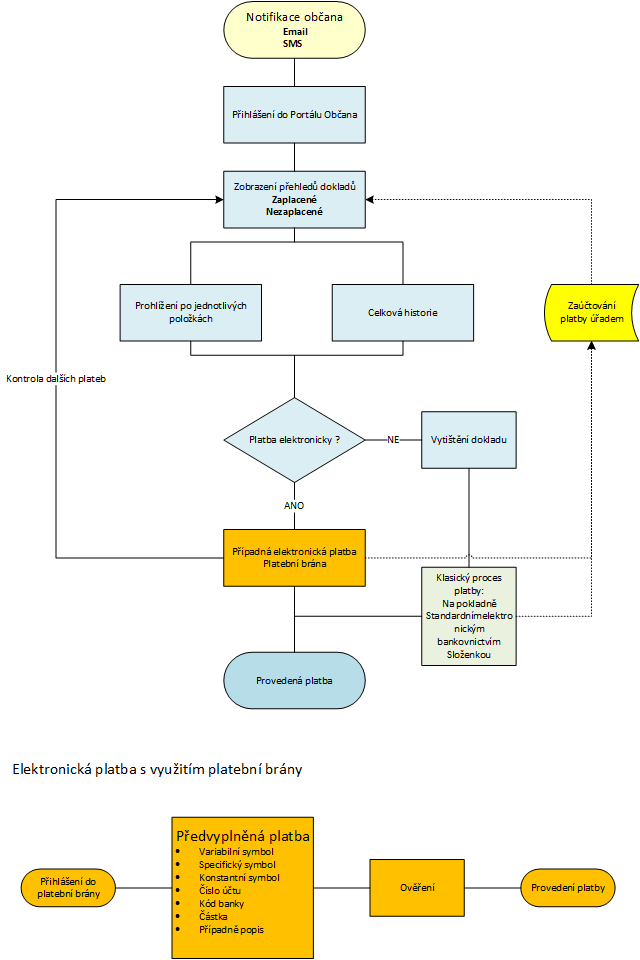 Notifikace občana
Email
SMS
Přihlášení do Portálu Občana
Zobrazení přehledů dokladů
Zaplacené
Nezaplacené
Prohlížení po jednotlivých
položkách
Celková historie
Zaúčtování
platby úřadem
Kontrola dalších plateb
Platba elektronicky ?
NE
Vytištění dokladu
ANO
Případná elektronická platba
Platební brána
Klasický proces
platby:
Na pokladně
Standardnímelektro
nickým
bankovnictvím
Složenkou
Provedená platba
Elektronická platba s využitím platební brány
Přihlášení do
platební brány
Předvyplněná platba
• Variabilní symbol
• Specifický symbol
• Konstantní symbol
• Číslo účtu
• Kód banky
• Částka
• Případně popis
Ověření
Provedení platby